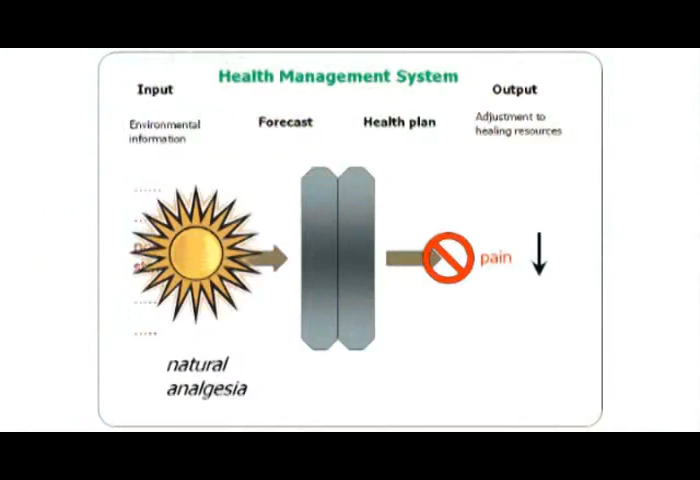 Health Management System
Input
Output
Environmental
information
Forecast
Health plan
Adjustment to
healing resources
......
...
.....
.....
pain
natural
analgesia